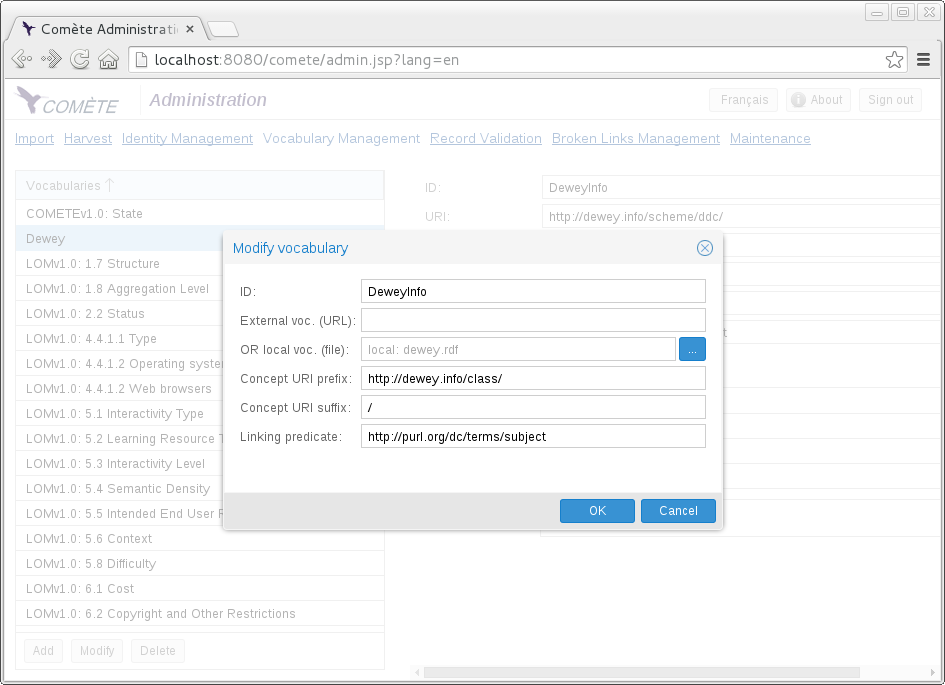 Comète Administrati
localhost:8080/comete/admin.jsp?lang=en
COMÈTE Administration Français About Sign out
Import Harvest Identity Management Vocabulary Management Record Validation Broken Links Management Maintenance
Vocabularies ↑
COMETEv1.0: State
Dewey
LOMv1.0: 1.7 Structure
LOMv1.0: 1.8 Aggregation Level
LOMv1.0: 2.2 Status
LOMv1.0: 4.4.1.1 Type
LOMv1.0: 4.4.1.2 Operating syste
LOMv1.0: 4.4.1.2 Web browsers
LOMv1.0: 5.1 Interactivity Type
LOMv1.0: 5.2 Learning Resource T
LOMv1.0: 5.3 Interactivity Level
LOMv1.0: 5.4 Semantic Density
LOMv1.0: 5.5 Intended End User R
LOMv1.0: 5.6 Context
LOMv1.0: 5.8 Difficulty
LOMv1.0: 6.1 Cost
LOMv1.0: 6.2 Copyright and Other Restrictions
Add Modify Delete
ID: DeweyInfo
URI: http://dewey.info/scheme/ddc/
Modify vocabulary
ID: DeweyInfo
External voc. (URL):
OR local voc. (file): local: dewey.rdf ...
Concept URI prefix: http://dewey.info/class/
Concept URI suffix: /
Linking predicate: http://purl.org/dc/terms/subject
OK Cancel